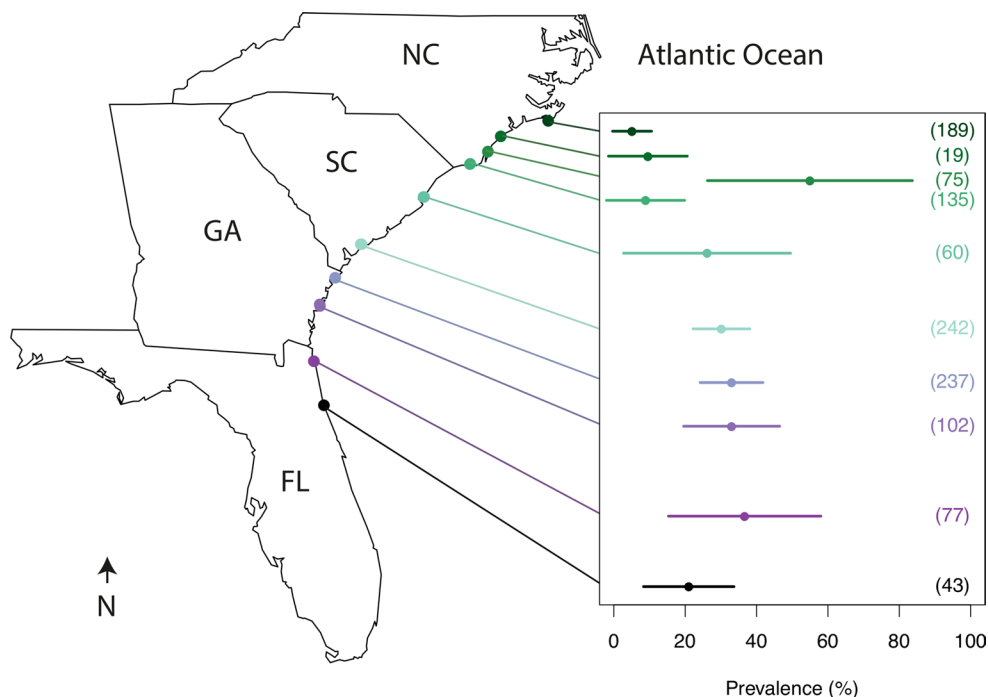 NC
Atlantic Ocean
SC
GA
FL
N
(189)
(19)
(75)
(135)
(60)
(242)
(237)
(102)
(77)
(43)
0 20 40 60 80 100
Prevalence (%)